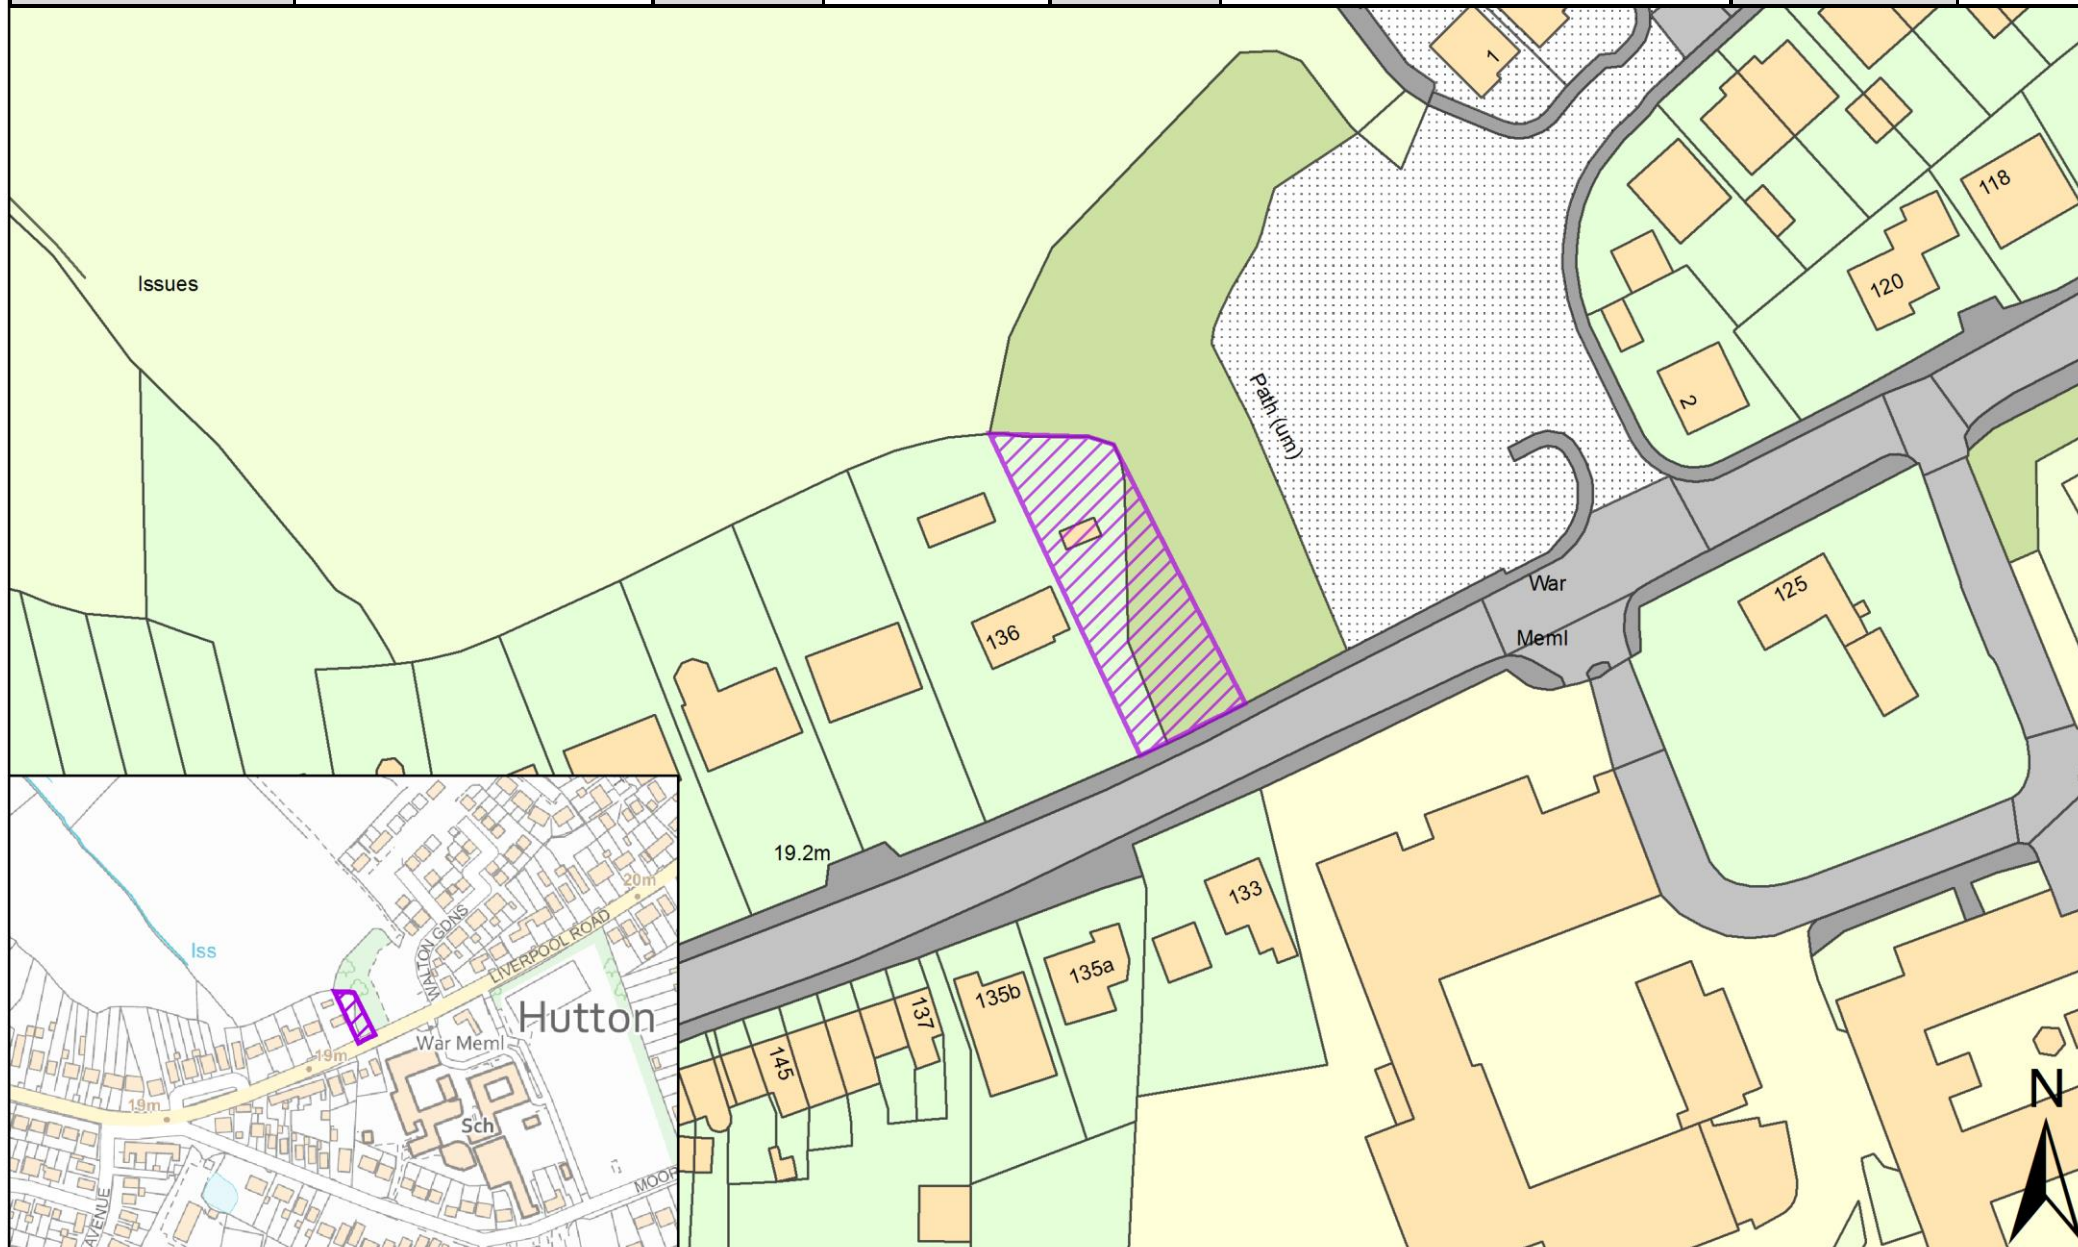 1
118
Issues
120
Path (um)
2
War
Meml
125
136
19.2m
133
135a
135b
137
145
N
20m
WALTON GDNS
LIVERPOOL ROAD
Iss
Hutton
War Meml
19m
19m
Sch
MOOR
AVENUE